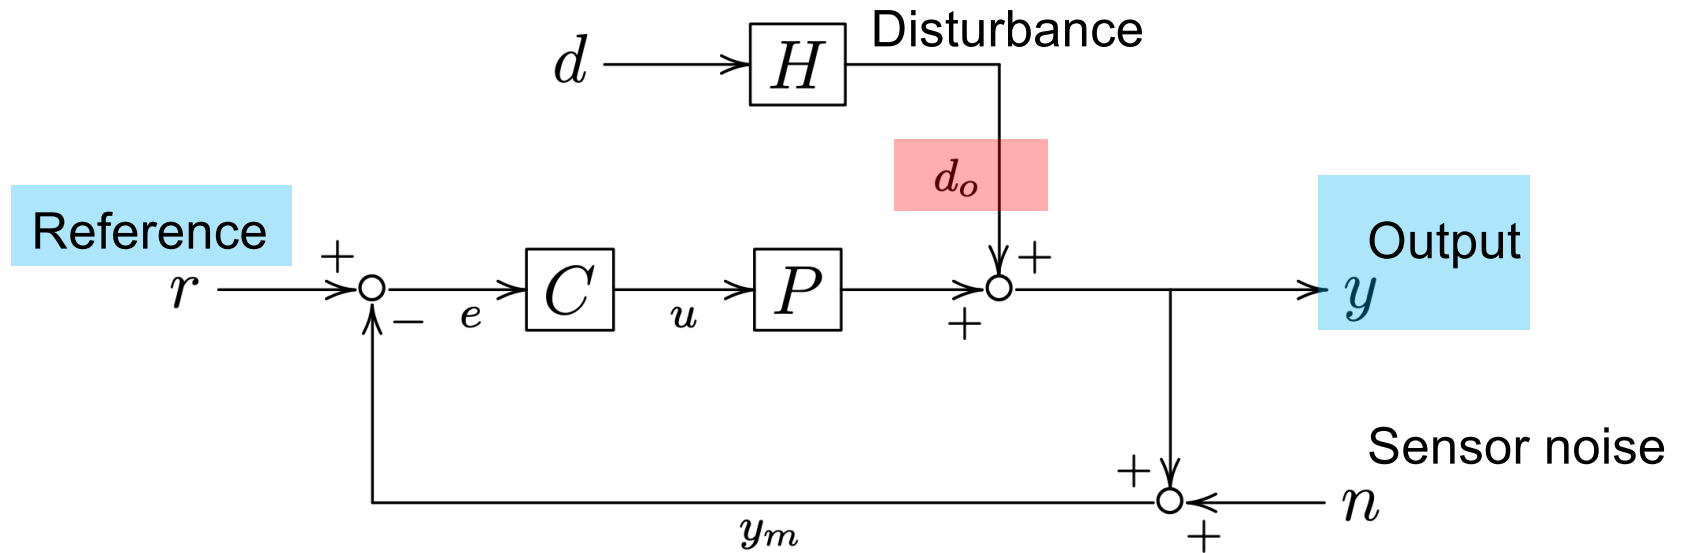 Disturbance
d
H
d_o
Reference
Output
+
+
r
e
C
u
P
y
−
+
Sensor noise
+
n
y_m
+